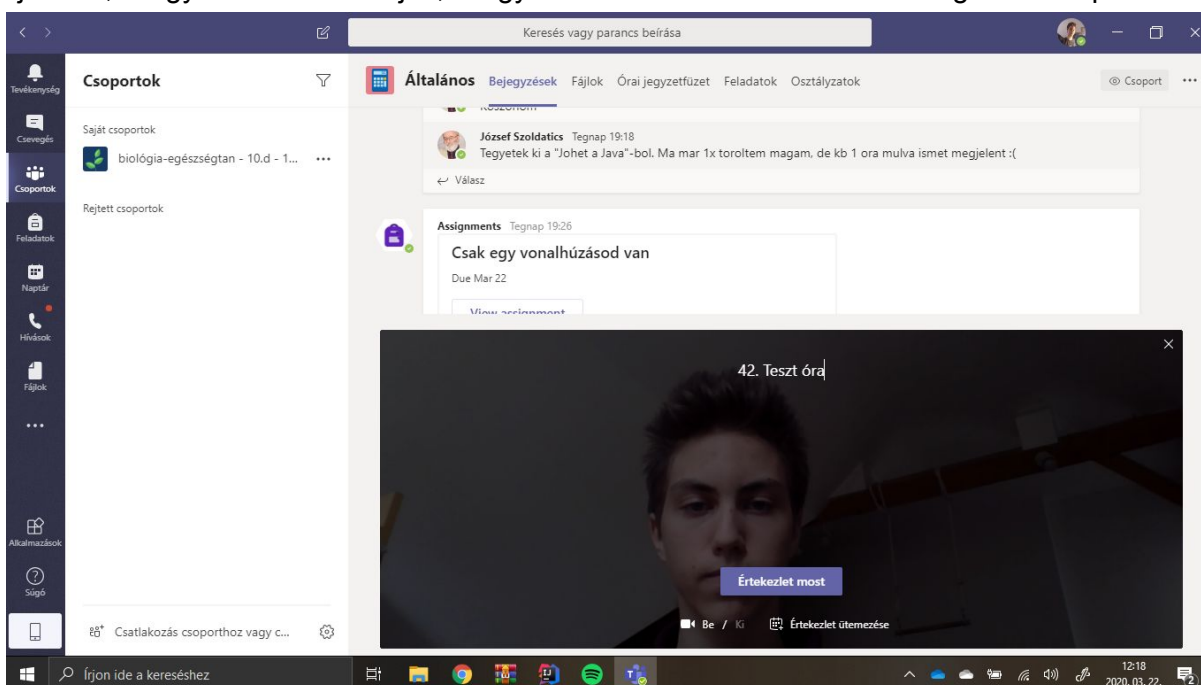 Keresés vagy parancs beírása
Tevékenység
Csevegés
Csoportok
Feladatok
Naptár
Hívások
Fájlok
Alkalmazások
Súgó
Csoportok
Saját csoportok
biológia-egészségtan - 10.d - 1...
Rejtett csoportok
Csatlakozás csoporthoz vagy c...
Általános Bejegyzések Fájlok Órai jegyzetfüzet Feladatok Osztályzatok
Csoport
József Szoldatics Tegnap 19:18
Tegyetek ki a "Johet a Java"-bol. Ma mar 1x toroltem magam, de kb 1 ora mulva ismet megjelent :(
Válasz
Assignments Tegnap 19:26
Csak egy vonalhúzásod van
Due Mar 22
View assignment
42. Teszt óra
Értekezlet most
Be / Ki Értekezlet ütemezése
Írjon ide a kereséshez
12:18
2020. 03. 22.